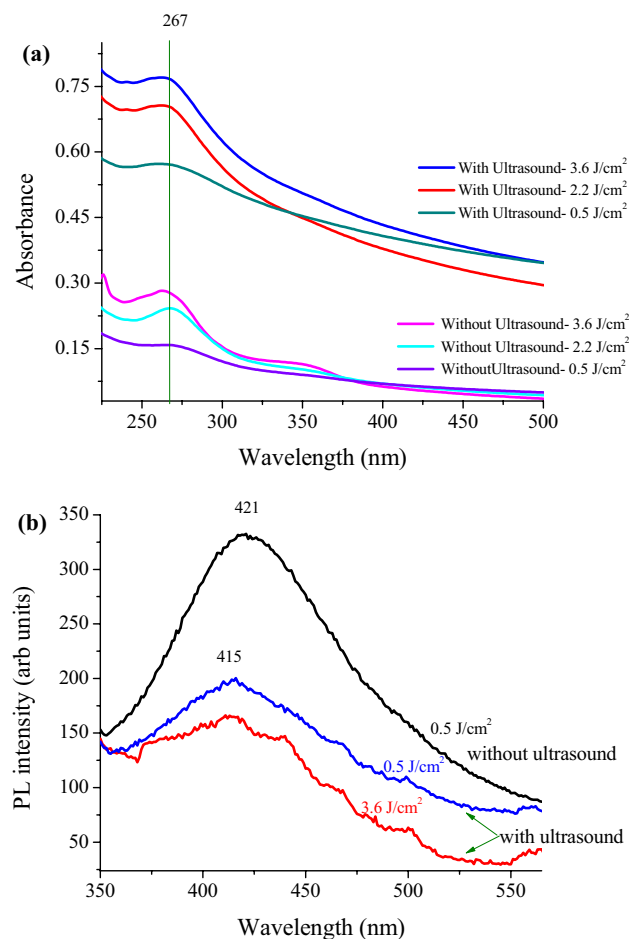 267
(a)
0.75
0.60
0.45
0.30
0.15
Absorbance
With Ultrasound- 3.6 J/cm²
With Ultrasound- 2.2 J/cm²
With Ultrasound- 0.5 J/cm²
Without Ultrasound- 3.6 J/cm²
Without Ultrasound- 2.2 J/cm²
WithoutUltrasound- 0.5 J/cm²
250 300 350 400 450 500
Wavelength (nm)
(b)
350
300
250
200
150
100
50
PL intensity (arb units)
421
415
0.5 J/cm²
without ultrasound
0.5 J/cm²
3.6 J/cm²
with ultrasound
350 400 450 500 550
Wavelength (nm)